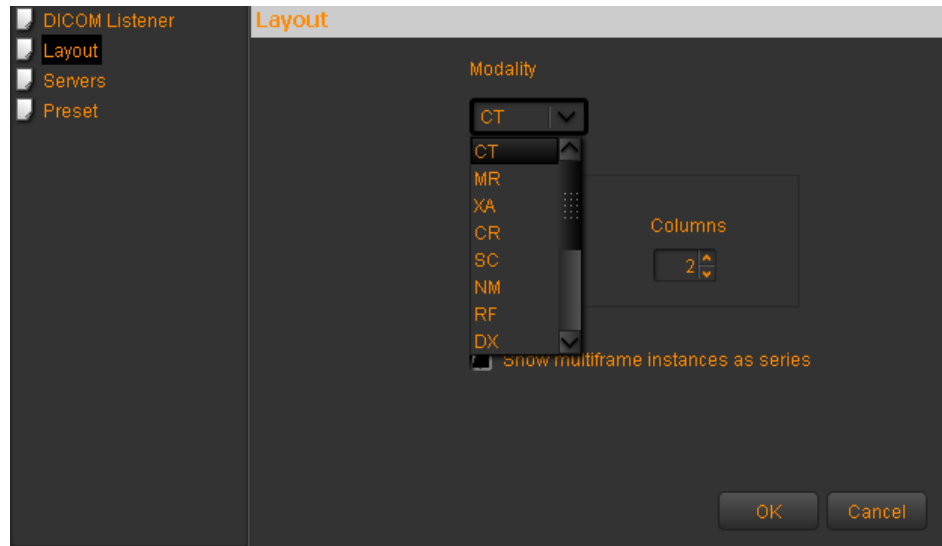 DICOM Listener
Layout
Servers
Preset
Layout
Modality
CT
CT
MR
XA
CR
SC
NM
RF
DX
Columns
2
Show multiframe instances as series
OK
Cancel